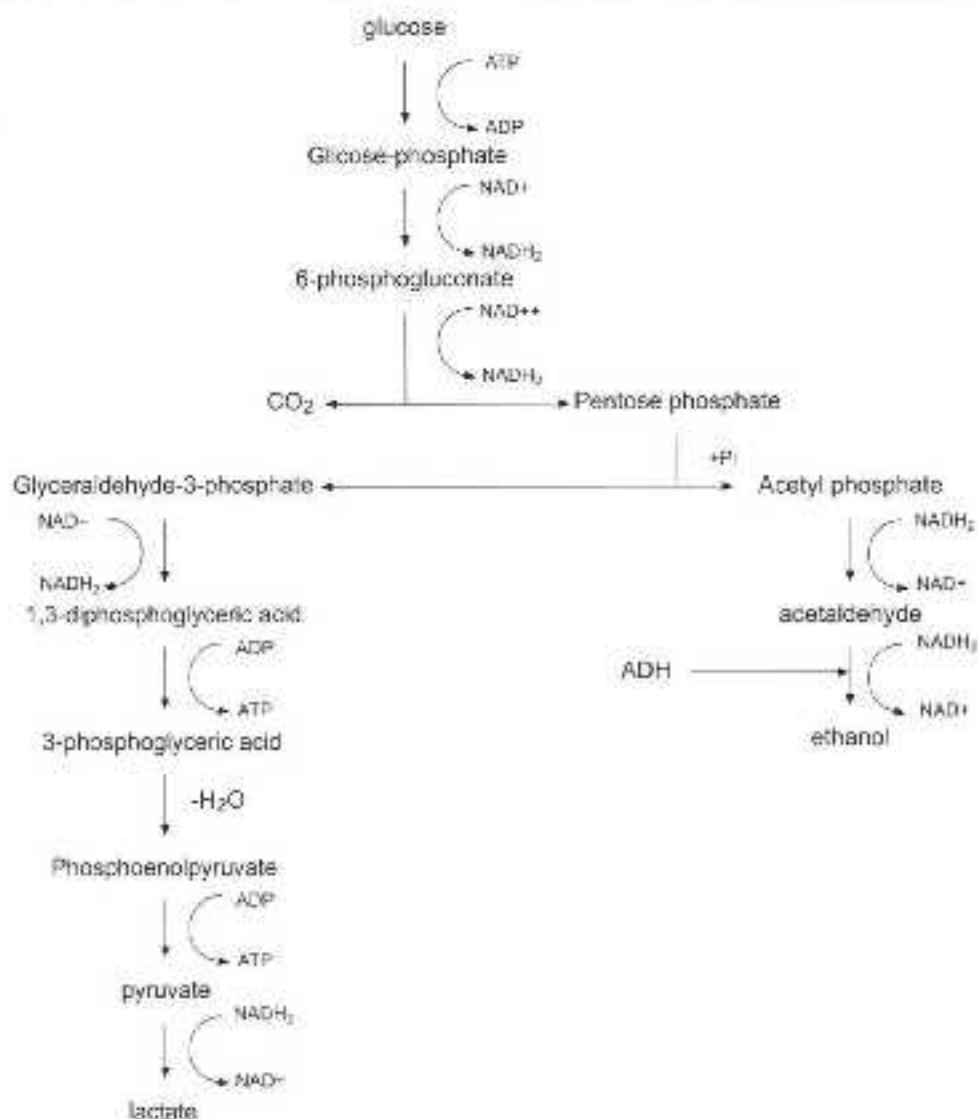 glucose
ATP
ADP
Glicose-phosphate
NAD+
NADH₂
6-phosphogluconate
NAD++
NADH₂
CO₂
Pentose phosphate
+Pi
Glyceraldehyde-3-phosphate
Acetyl phosphate
NAD+
NADH₂
NADH₂
NAD+
1,3-diphosphoglyceric acid
acetaldehyde
ADP
ATP
ADH
NADH₂
NAD+
3-phosphoglyceric acid
ethanol
-H₂O
Phosphoenolpyruvate
ADP
ATP
pyruvate
NADH₂
NAD+
lactate